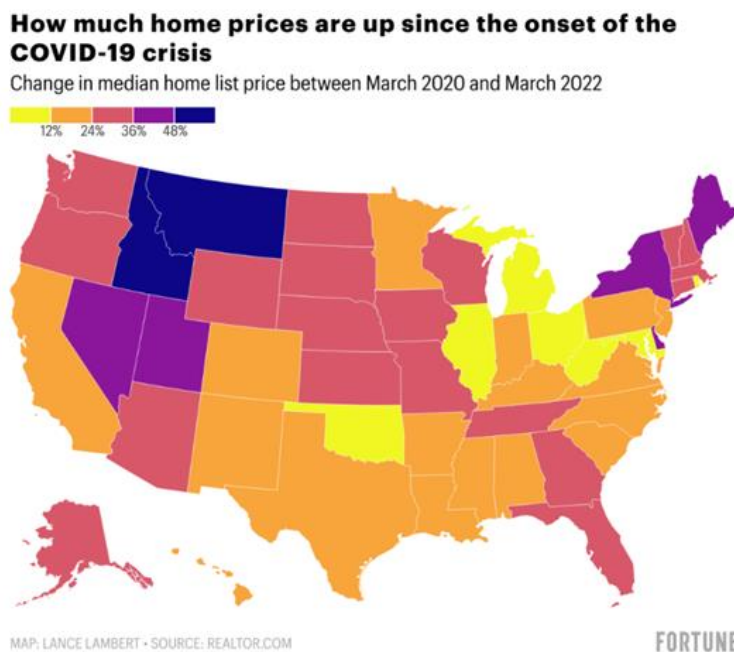 How much home prices are up since the onset of the
COVID-19 crisis
Change in median home list price between March 2020 and March 2022
12% 24% 36% 48%
MAP: LANCE LAMBERT • SOURCE: REALTOR.COM
FORTUNE